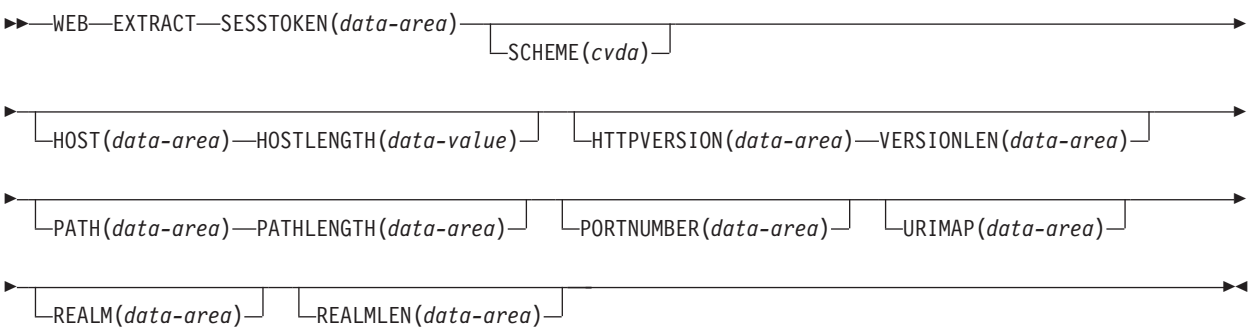 WEB EXTRACT SESSTOKEN(data-area)
SCHEME(cvda)
HOST(data-area) HOSTLENGTH(data-value) HTTPVERSION(data-area) VERSIONLEN(data-area)
PATH(data-area) PATHLENGTH(data-area) PORTNUMBER(data-area) URIMAP(data-area)
REALM(data-area) REALMLEN(data-area)